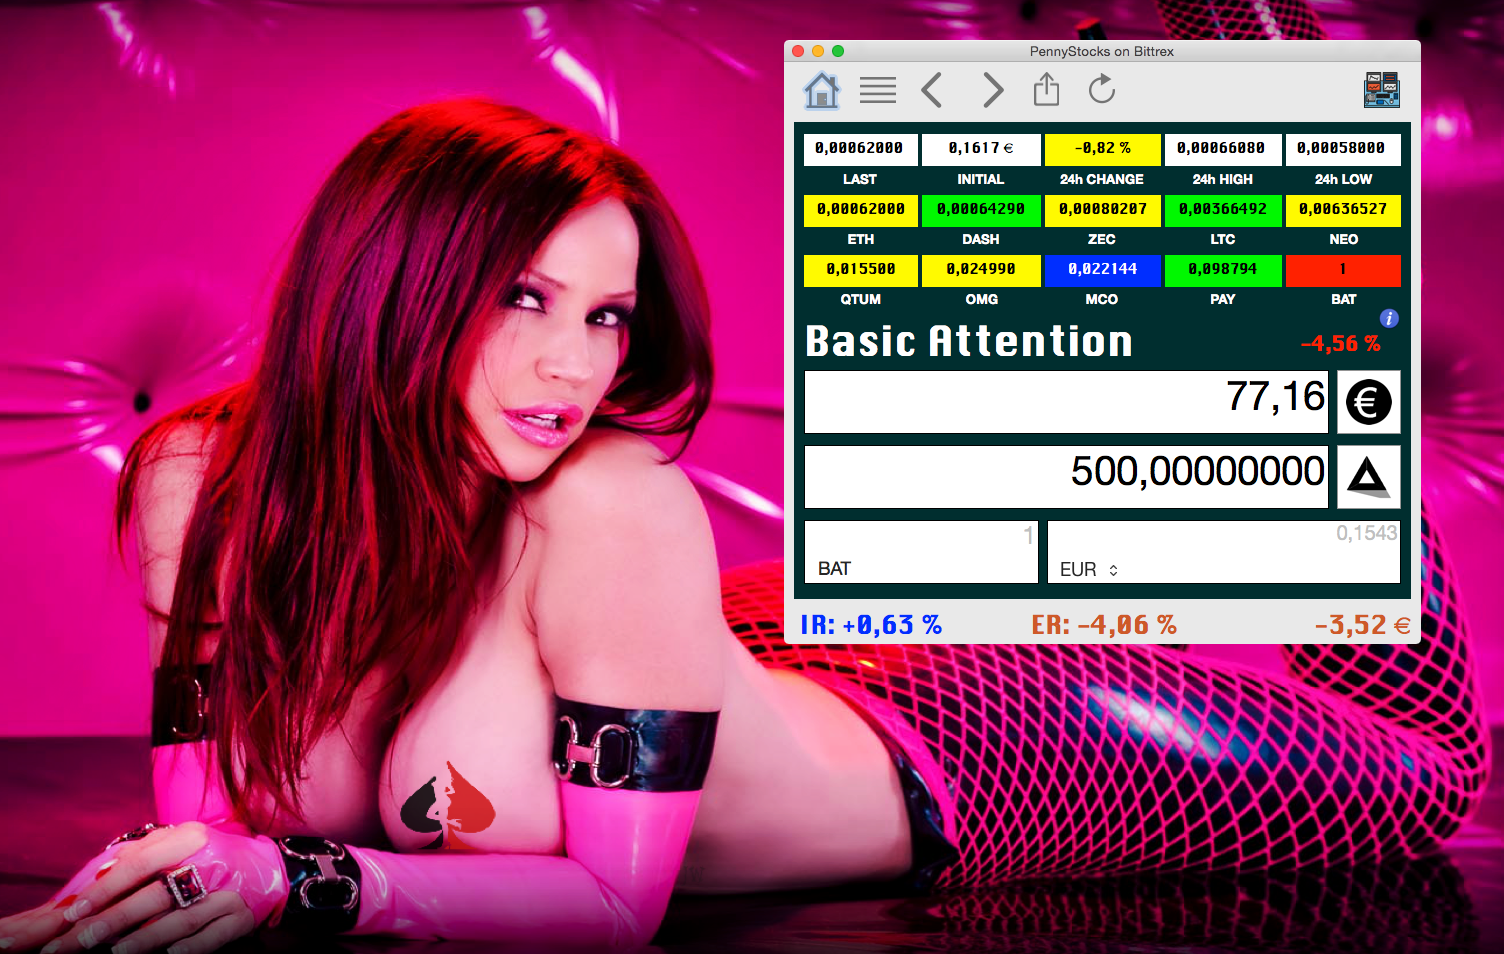 PennyStocks on Bittrex
0,00062000 0,1617 € -0,82 % 0,00066080 0,00058000
LAST INITIAL 24h CHANGE 24h HIGH 24h LOW
0,00062000 0,00064290 0,00080207 0,00366492 0,00636527
ETH DASH ZEC LTC NEO
0,015500 0,024990 0,022144 0,098794 1
QTUM OMG MCO PAY BAT
i
Basic Attention -4,56 %
77,16 €
500,00000000
1 0,1543
BAT EUR
IR: +0,63 % ER: -4,06 % -3,52 €